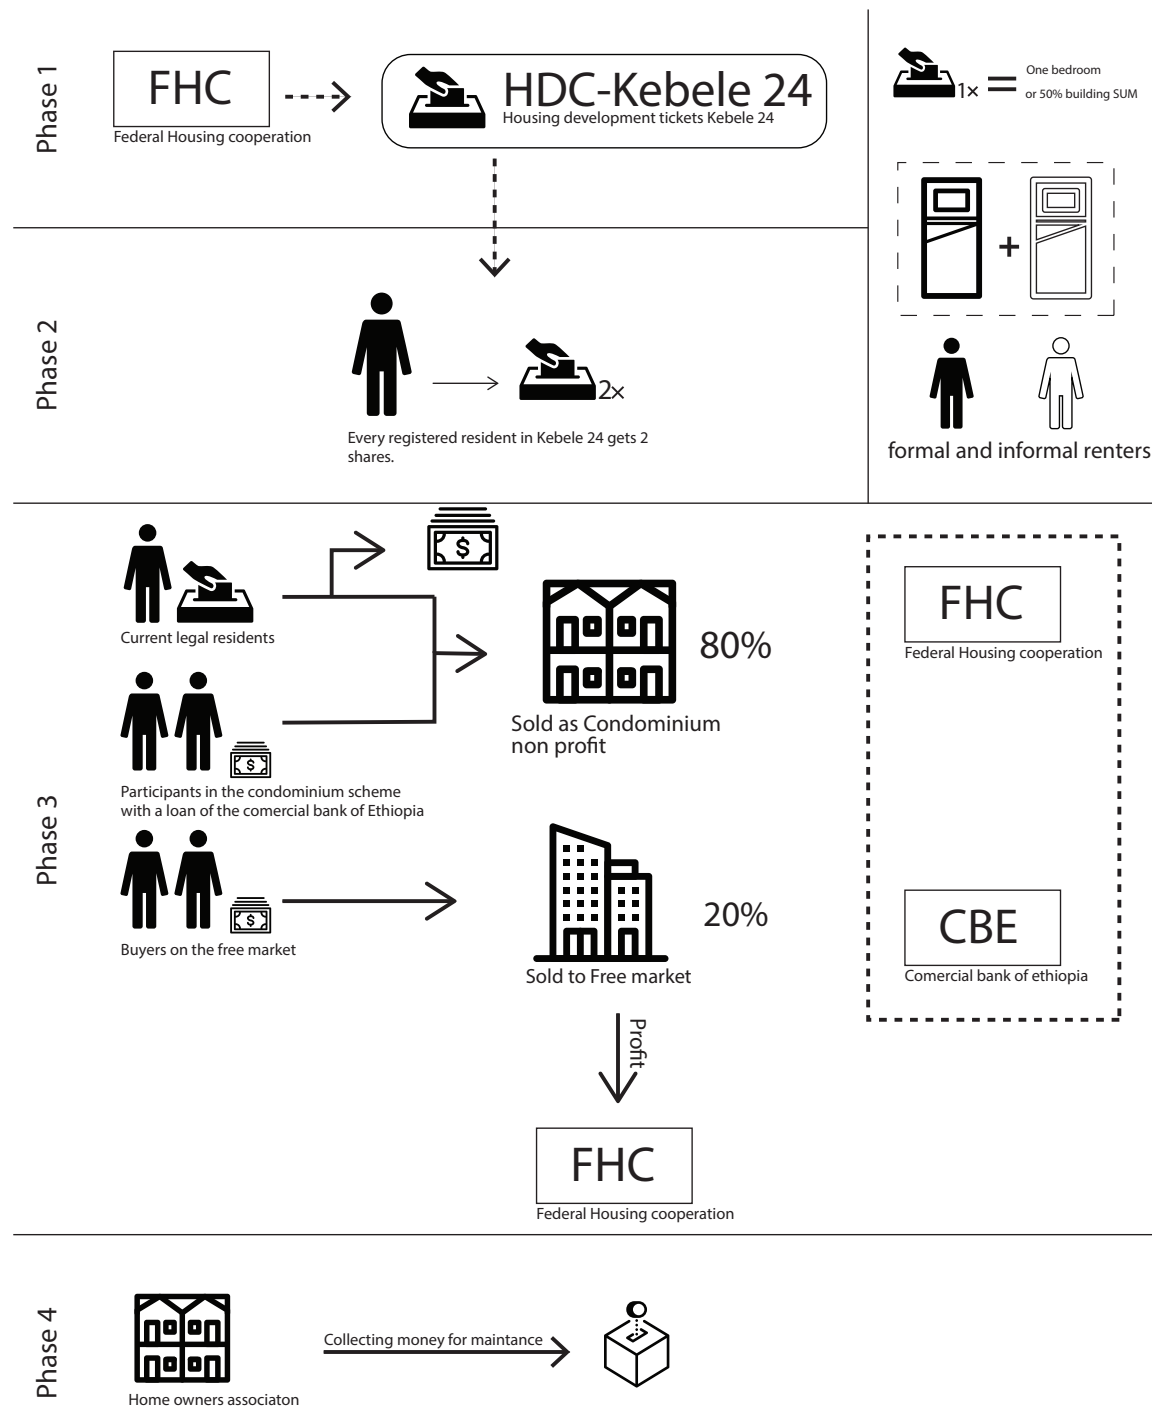 Phase 1
FHC
Federal Housing cooperation
HDC-Kebele 24
Housing development tickets Kebele 24
1×
One bedroom
or 50% building SUM
+
formal and informal renters
Phase 2
2×
Every registered resident in Kebele 24 gets 2
shares.
Phase 3
$
Current legal residents
80%
Sold as Condominium
non profit
$
Participants in the condominium scheme
with a loan of the comercial bank of Ethiopia
$
Buyers on the free market
20%
Sold to Free market
Profit
FHC
Federal Housing cooperation
FHC
Federal Housing cooperation
CBE
Comercial bank of ethiopia
Phase 4
Home owners associaton
Collecting money for maintance